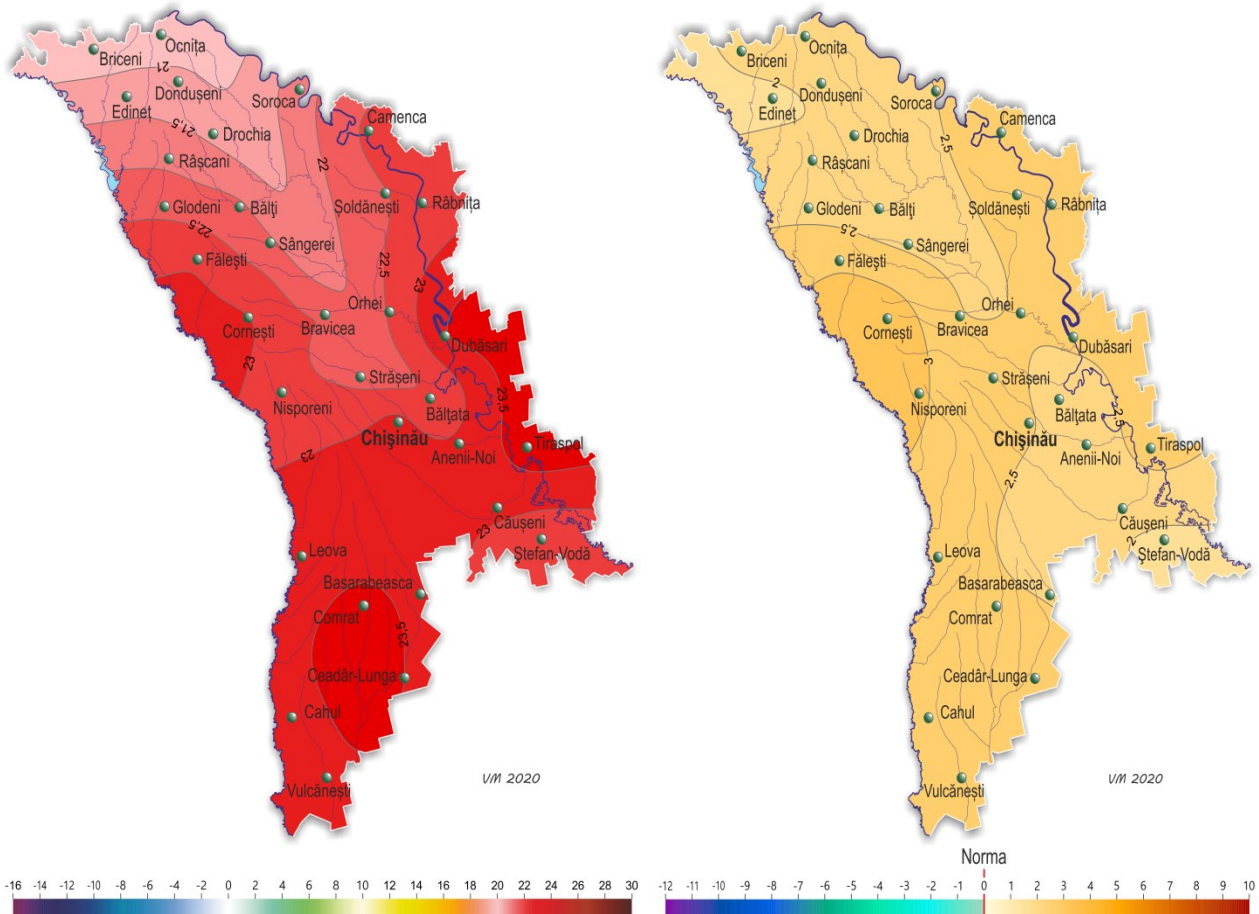 Ocnița
Briceni
21
Dondușeni
Edineț
Soroca
21,5
Drochia
Camenca
Râșcani
22
Șoldănești
Râbnița
Glodeni
Bălți
22,5
Sângerei
Fălești
22,5
23
Orhei
Cornești
Bravicea
Dubăsari
23
Strășeni
Nisporeni
Bălțata
23,5
Chișinău
Anenii-Noi
Tiraspol
23
Căușeni
23
Ștefan-Vodă
Leova
Basarabeasca
Comrat
23,5
Ceadâr-Lunga
Cahul
VM 2020
Vulcănești
-16 -14 -12 -10 -8 -6 -4 -2 0 2 4 6 8 10 12 14 16 18 20 22 24 26 28 30
Ocnița
Briceni
2
Dondușeni
Edineț
Soroca
Camenca
Drochia
2,5
Râșcani
Șoldănești
Râbnița
Glodeni
Bălți
2,5
Sângerei
Fălești
Orhei
Cornești
Bravicea
Dubăsari
3
Strășeni
Nisporeni
Bălțata
2,5
Chișinău
Anenii-Noi
Tiraspol
2,5
Căușeni
2
Ștefan-Vodă
Leova
Basarabeasca
Comrat
Ceadâr-Lunga
Cahul
VM 2020
Vulcănești
Norma
-12 -11 -10 -9 -8 -7 -6 -5 -4 -3 -2 -1 0 1 2 3 4 5 6 7 8 9 10